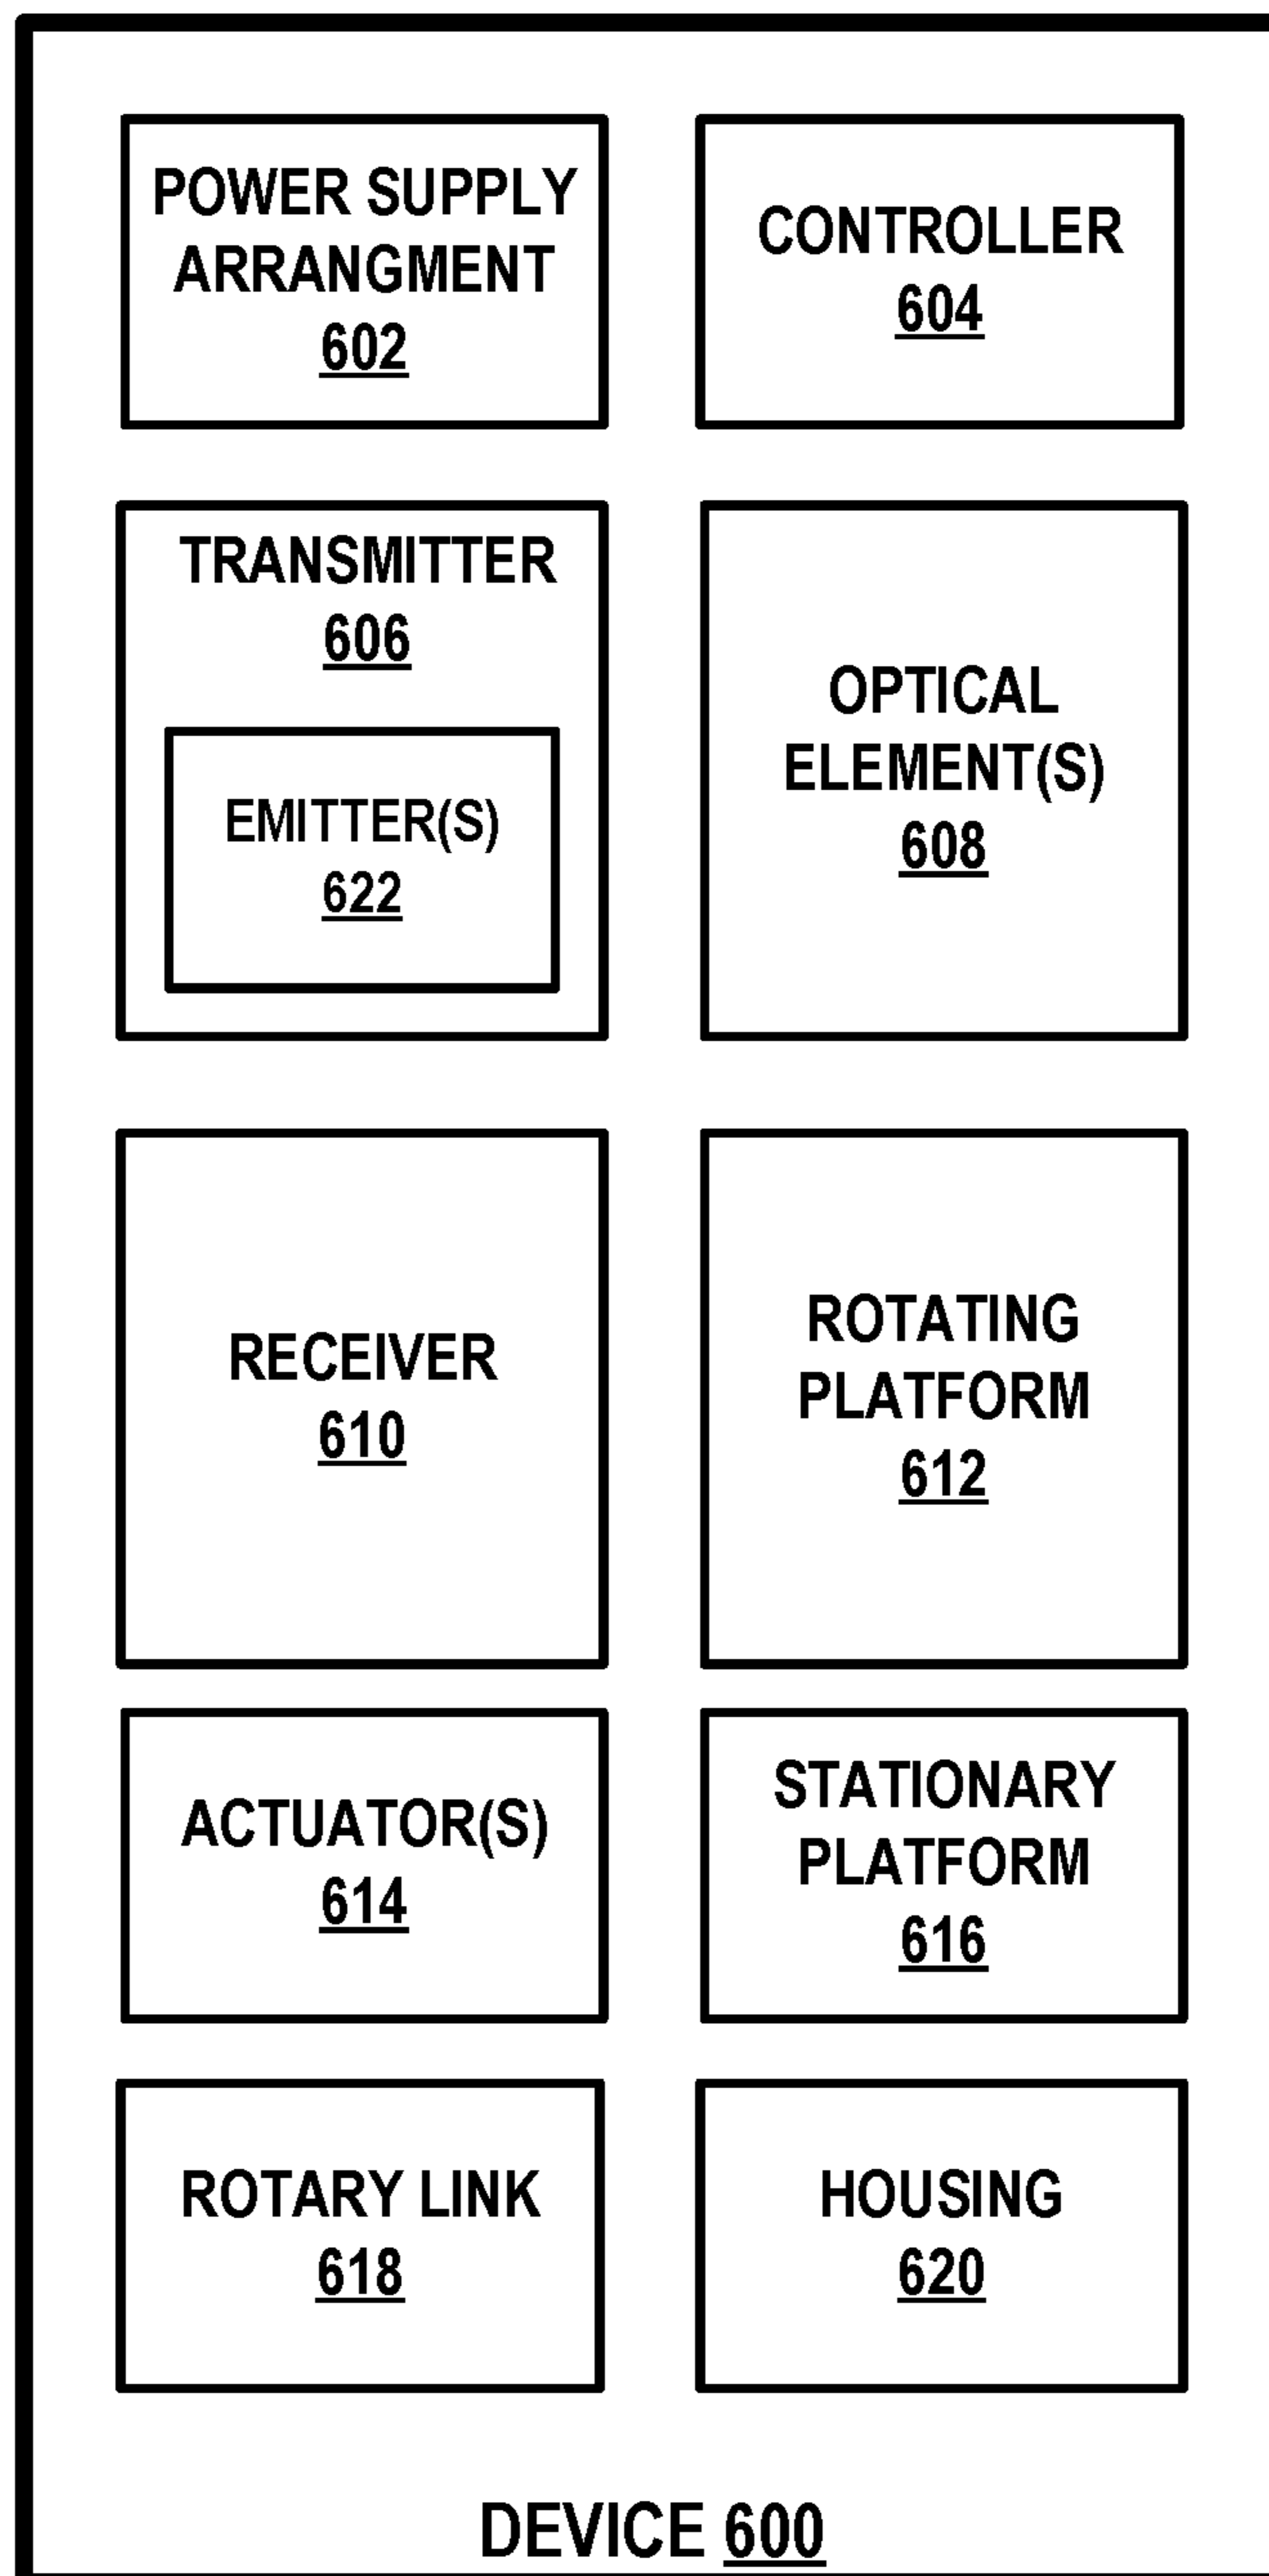 POWER SUPPLY
ARRANGMENT
602
CONTROLLER
604
TRANSMITTER
606
EMITTER(S)
622
OPTICAL
ELEMENT(S)
608
RECEIVER
610
ROTATING
PLATFORM
612
ACTUATOR(S)
614
STATIONARY
PLATFORM
616
ROTARY LINK
618
HOUSING
620
DEVICE 600